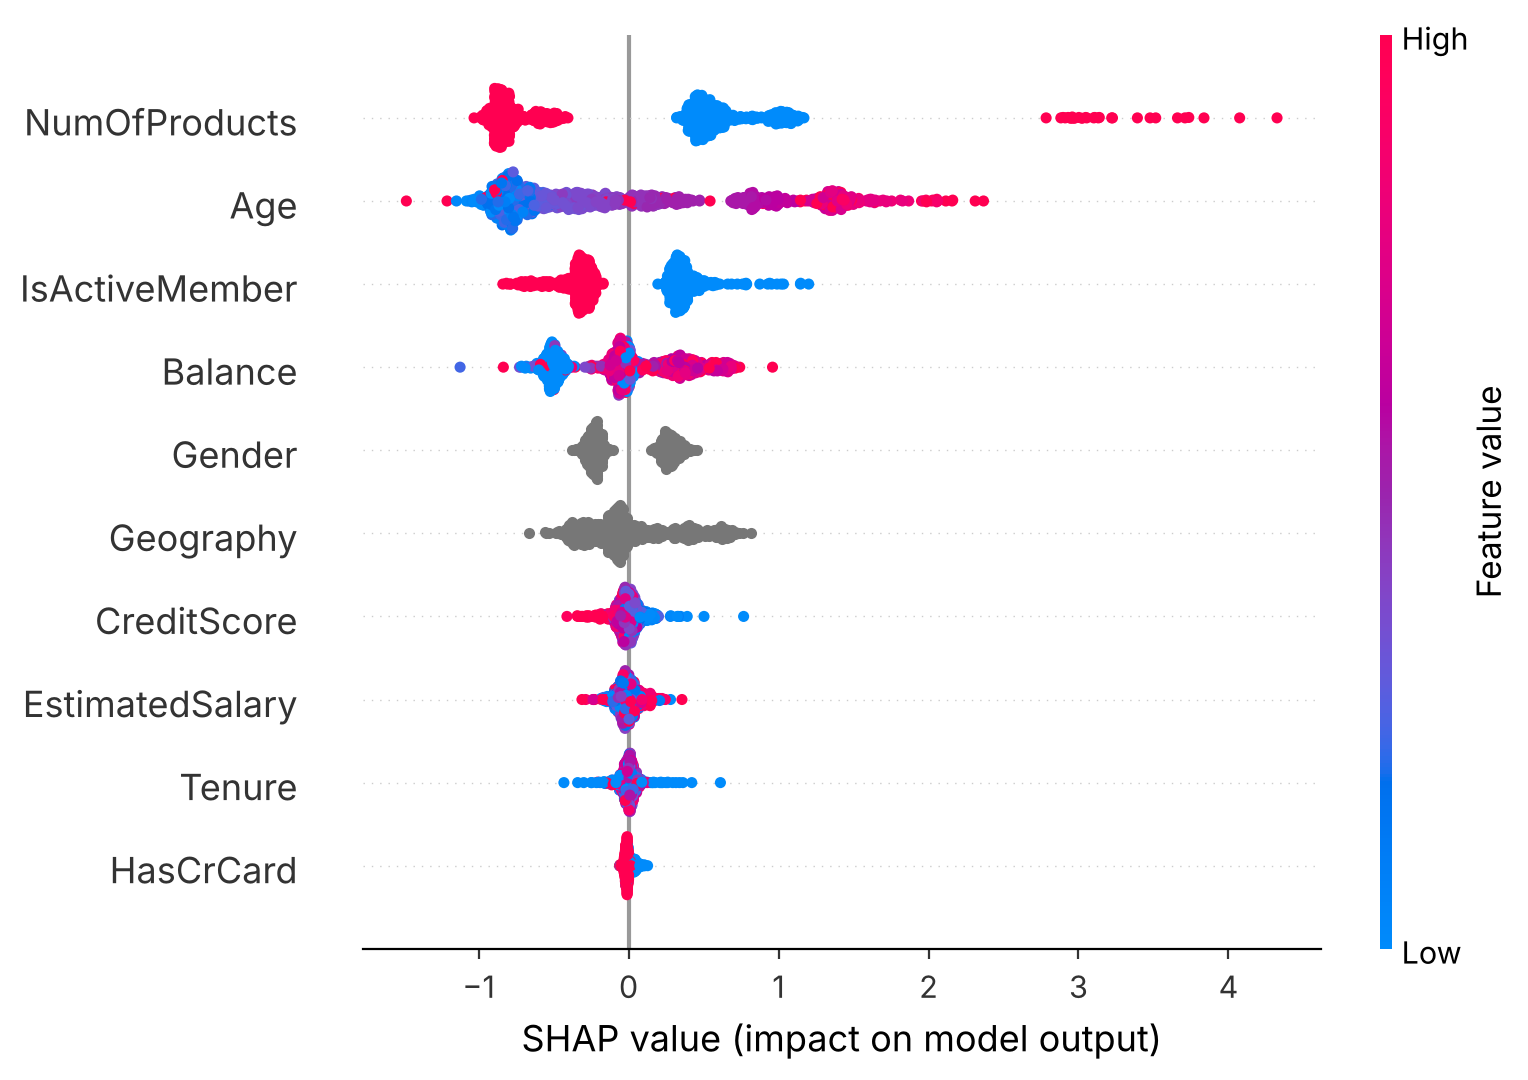 High
NumOfProducts
Age
IsActiveMember
Balance
Gender
Geography
CreditScore
EstimatedSalary
Tenure
HasCrCard
Feature value
Low
−1 0 1 2 3 4
SHAP value (impact on model output)